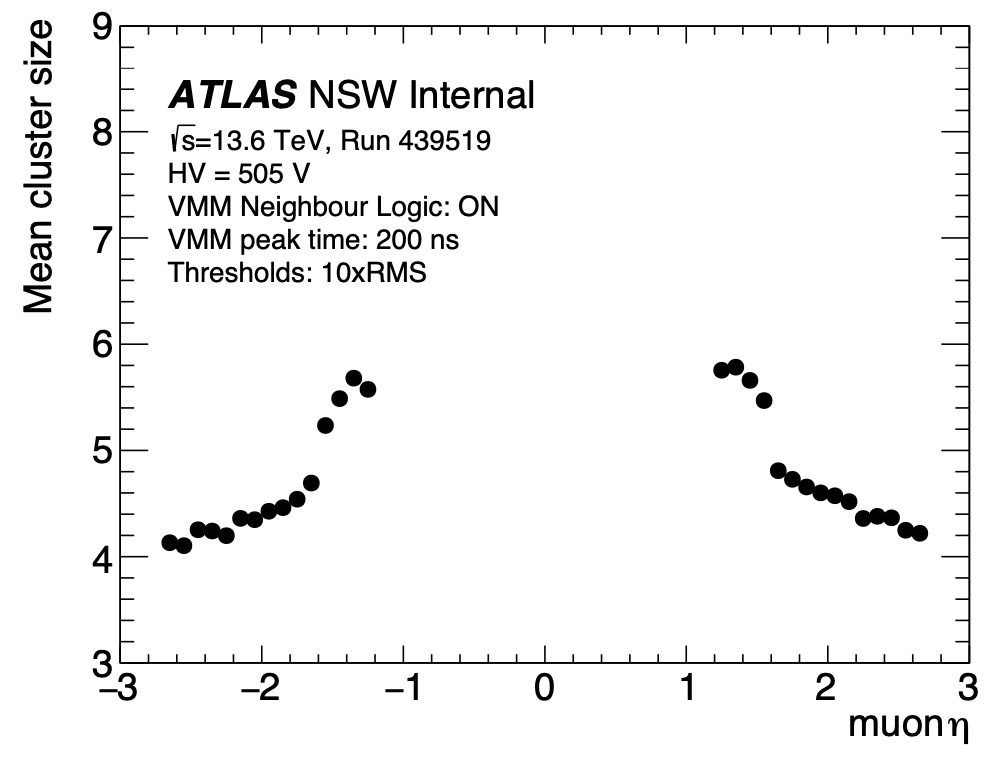 Mean cluster size
9
8
7
6
5
4
3
ATLAS NSW Internal
√s=13.6 TeV, Run 439519
HV = 505 V
VMM Neighbour Logic: ON
VMM peak time: 200 ns
Thresholds: 10xRMS
−3 −2 −1 0 1 2 3
muon η